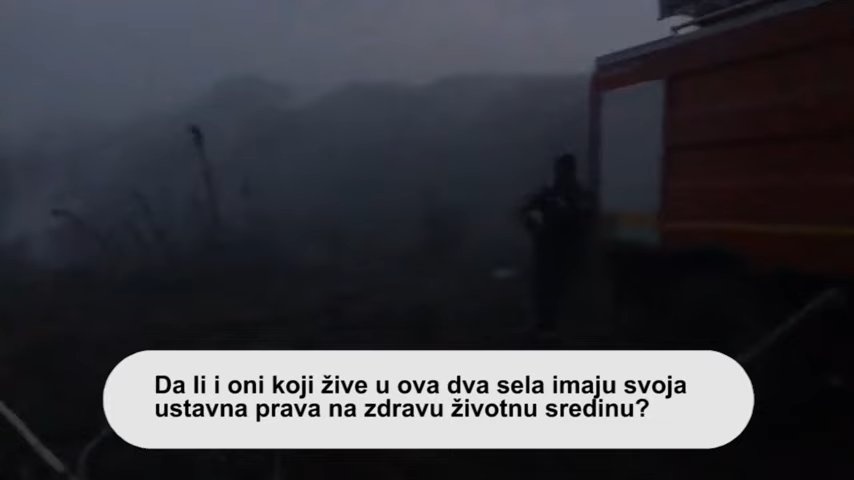 Da li i oni koji žive u ova dva sela imaju svoja
ustavna prava na zdravu životnu sredinu?